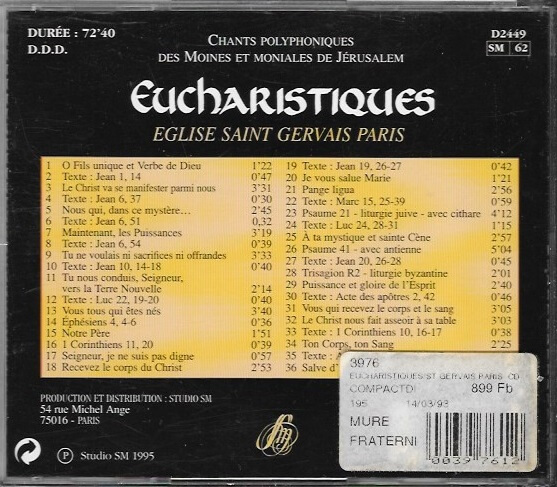 DURÉE : 72'40
D.D.D.
CHANTS POLYPHONIQUES
DES MOINES ET MONIALES DE JÉRUSALEM
D2449
SM 62
EUCHARISTIQUES
EGLISE SAINT GERVAIS PARIS
1 O Fils unique et Verbe de Dieu 1'22
2 Texte : Jean 1, 14 0'47
3 Le Christ va se manifester parmi nous 3'31
4 Texte : Jean 6, 37 0'30
5 Nous qui, dans ce mystère... 2'45
6 Texte : Jean 6, 51 0,32
7 Maintenant, les Puissances 3'19
8 Texte : Jean 6, 54 0'39
9 Tu ne voulais ni sacrifices ni offrandes 3'33
10 Texte : Jean 10, 14-18 0'40
11 Tu nous conduis, Seigneur,
vers la Terre Nouvelle 2'14
12 Texte : Luc 22, 19-20 0'40
13 Vous tous qui êtes nés 3'40
14 Éphésiens 4, 4-6 0'36
15 Notre Père 1'51
16 1 Corinthiens 11, 20 0'39
17 Seigneur, je ne suis pas digne 0'57
18 Recevez le corps du Christ 2'53
19 Texte : Jean 19, 26-27 0'42
20 Je vous salue Marie 1'21
21 Pange ligua 2'56
22 Texte : Marc 15, 25-39 0'59
23 Psaume 21 - liturgie juive - avec cithare 4'12
24 Texte : Luc 24, 28-31 1'15
25 À ta mystique et sainte Cène 2'57
26 Psaume 41 - avec antienne 5'04
27 Texte : Jean 20, 26-28 0'45
28 Trisagion R2 - liturgie byzantine 2'01
29 Puissance et gloire de l'Esprit 2'40
30 Texte : Acte des apôtres 2, 42 0'46
31 Vous qui recevez le corps et le sang 3'05
32 Le Christ nous fait asseoir à sa table 3'03
33 Texte : 1 Corinthiens 10, 16-17 0'38
34 Ton Corps, ton Sang 2'25
35 Texte :
36 Salve
PRODUCTION ET DISTRIBUTION : STUDIO SM
54 rue Michel Ange
75016 - PARIS
P Studio SM 1995
3976
EUCHARISTIQUES/ST GERVAIS PARIS CD
COMPACTDI 899 Fb
195 14/03/93
MURE
FRATERNI
0039 7612